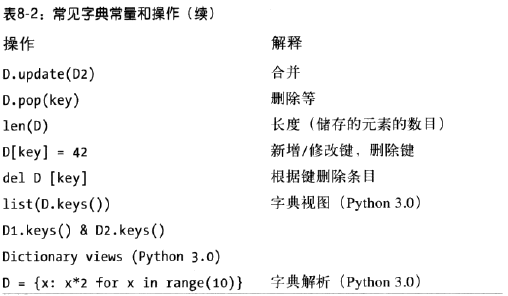 表8-2：常见字典常量和操作（续）
操作 解释
D.update(D2) 合并
D.pop(key) 删除等
len(D) 长度（储存的元素的数目）
D[key] = 42 新增/修改键，删除键
del D [key] 根据键删除条目
list(D.keys()) 字典视图（Python 3.0）
D1.keys() & D2.keys()
Dictionary views (Python 3.0)
D = {x: x*2 for x in range(10)} 字典解析（Python 3.0）